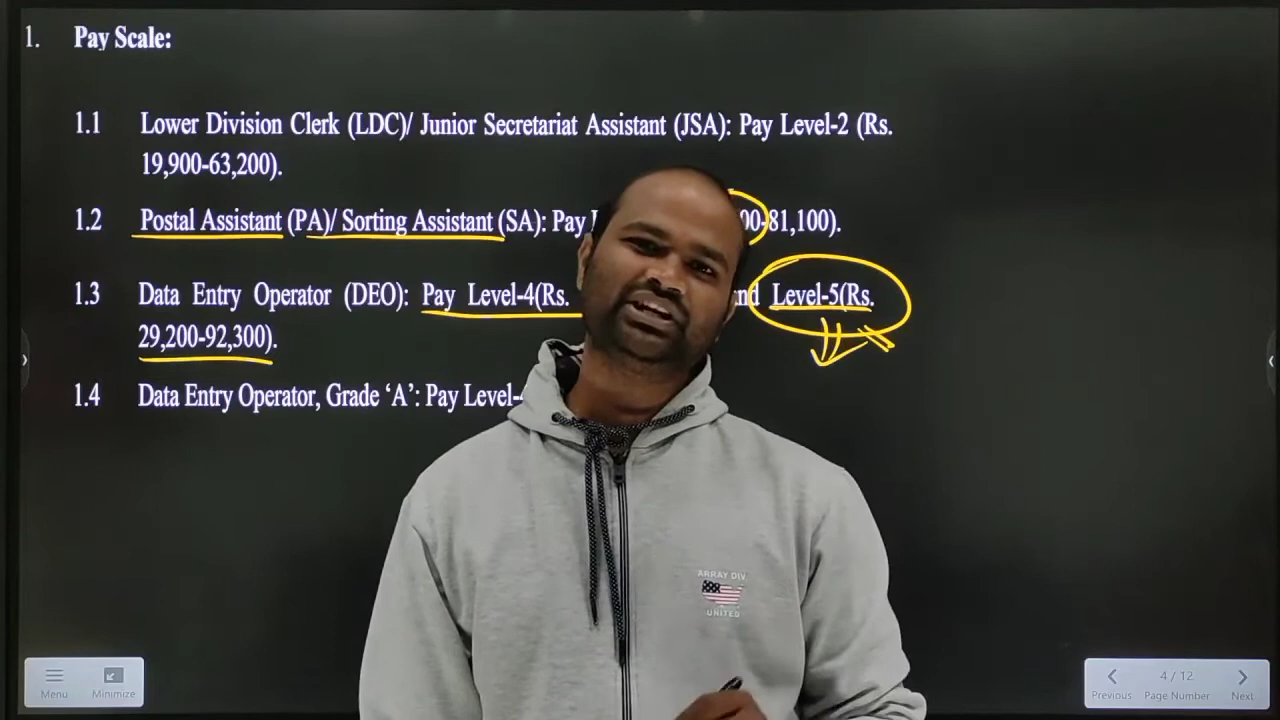 1. Pay Scale:
1.1 Lower Division Clerk (LDC)/ Junior Secretariat Assistant (JSA): Pay Level-2 (Rs.
19,900-63,200).
1.2 Postal Assistant (PA)/ Sorting Assistant (SA): Pay 00-81,100).
1.3 Data Entry Operator (DEO): Pay Level-4(Rs. Level-5(Rs.
29,200-92,300).
1.4 Data Entry Operator, Grade ‘A’: Pay Level-
ARRAY DIV
UNITED
Menu Minimize
4 / 12
Previous Page Number Next